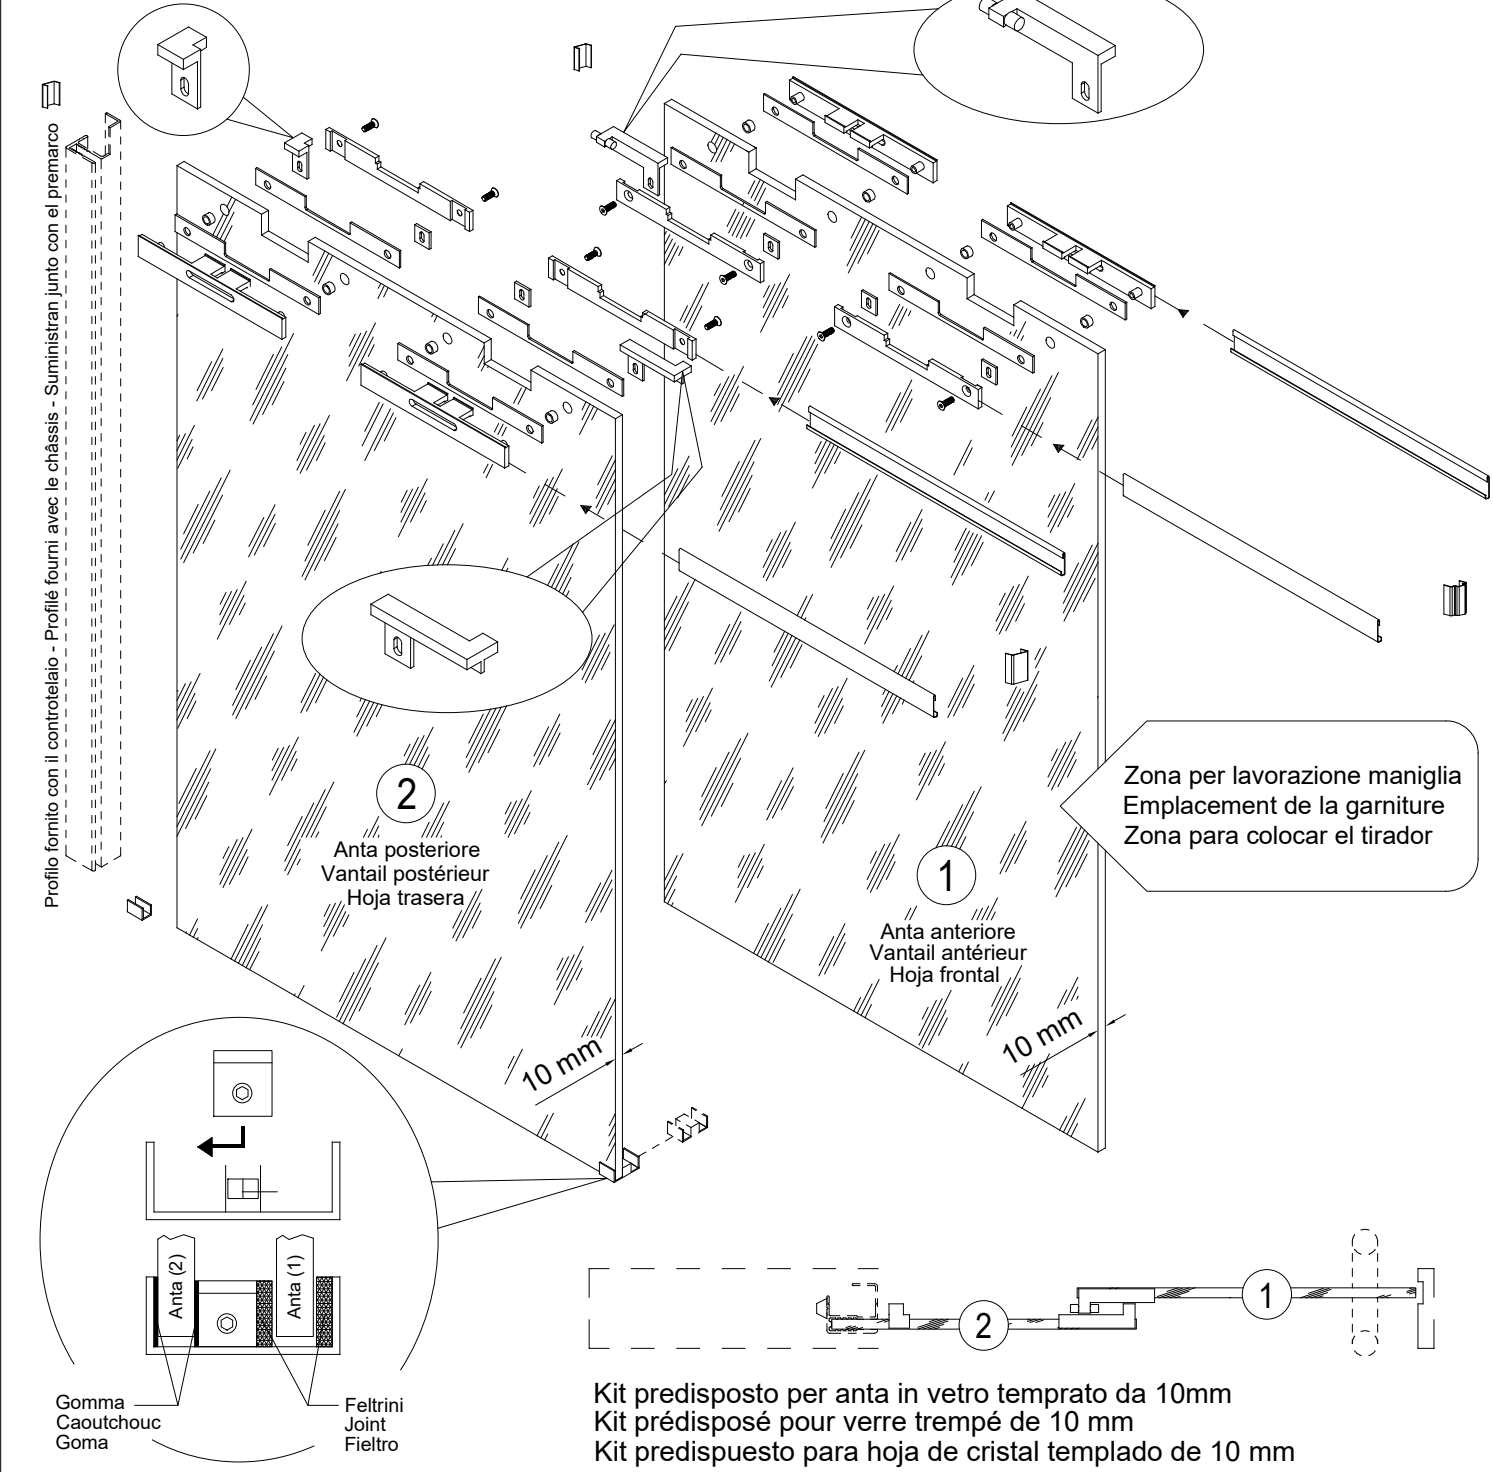 Profilo fornito con il controtelaio - Profilé fourni avec le châssis - Suministran junto con el premarco
Zona per lavorazione maniglia
Emplacement de la garniture
Zona para colocar el tirador
2
Anta posteriore
Vantail postérieur
Hoja trasera
1
Anta anteriore
Vantail antérieur
Hoja frontal
10 mm
10 mm
Anta (2)
Anta (1)
Gomma
Caoutchouc
Goma
Feltrini
Joint
Fieltro
2
1
Kit predisposto per anta in vetro temprato da 10mm
Kit prédisposé pour verre trempé de 10 mm
Kit predispuesto para hoja de cristal templado de 10 mm